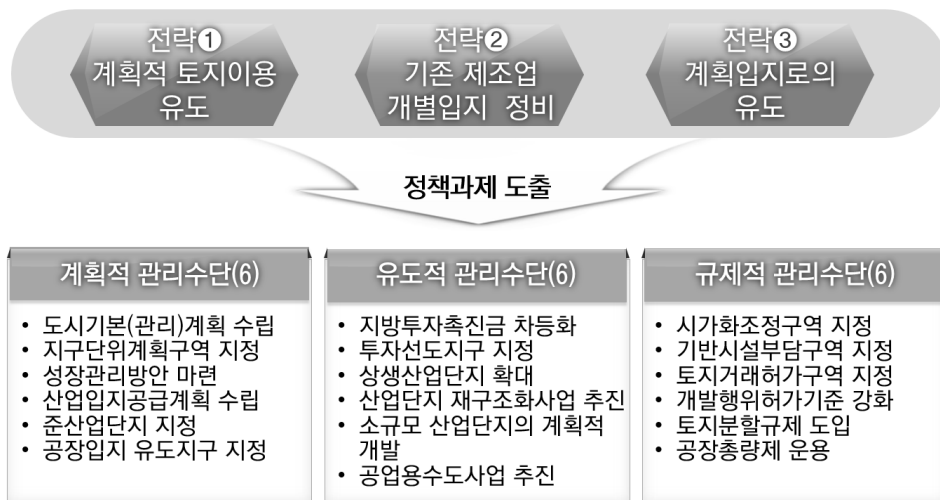 전략❶
계획적 토지이용
유도
전략❷
기존 제조업
개별입지 정비
전략❸
계획입지로의
유도
정책과제 도출
계획적 관리수단(6)
• 도시기본(관리)계획 수립
• 지구단위계획구역 지정
• 성장관리방안 마련
• 산업입지공급계획 수립
• 준산업단지 지정
• 공장입지 유도지구 지정
유도적 관리수단(6)
• 지방투자촉진금 차등화
• 투자선도지구 지정
• 상생산업단지 확대
• 산업단지 재구조화사업 추진
• 소규모 산업단지의 계획적
개발
• 공업용수도사업 추진
규제적 관리수단(6)
• 시가화조정구역 지정
• 기반시설부담구역 지정
• 토지거래허가구역 지정
• 개발행위허가기준 강화
• 토지분할규제 도입
• 공장총량제 운용